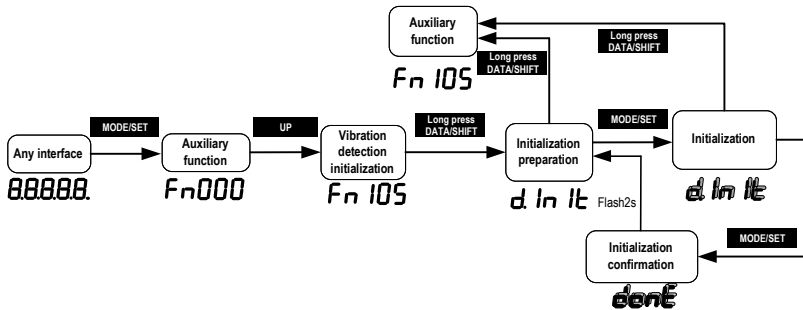 Auxiliary
function
Long press
DATA/SHIFT
Fn 105
Long press
DATA/SHIFT
MODE/SET
UP
Long press
DATA/SHIFT
MODE/SET
Any interface
Auxiliary
function
Vibration
detection
initialization
Initialization
preparation
Initialization
8.8.8.8.8.
Fn000
Fn 105
d. In It
Flash2s
d. In It
Initialization
confirmation
MODE/SET
donE